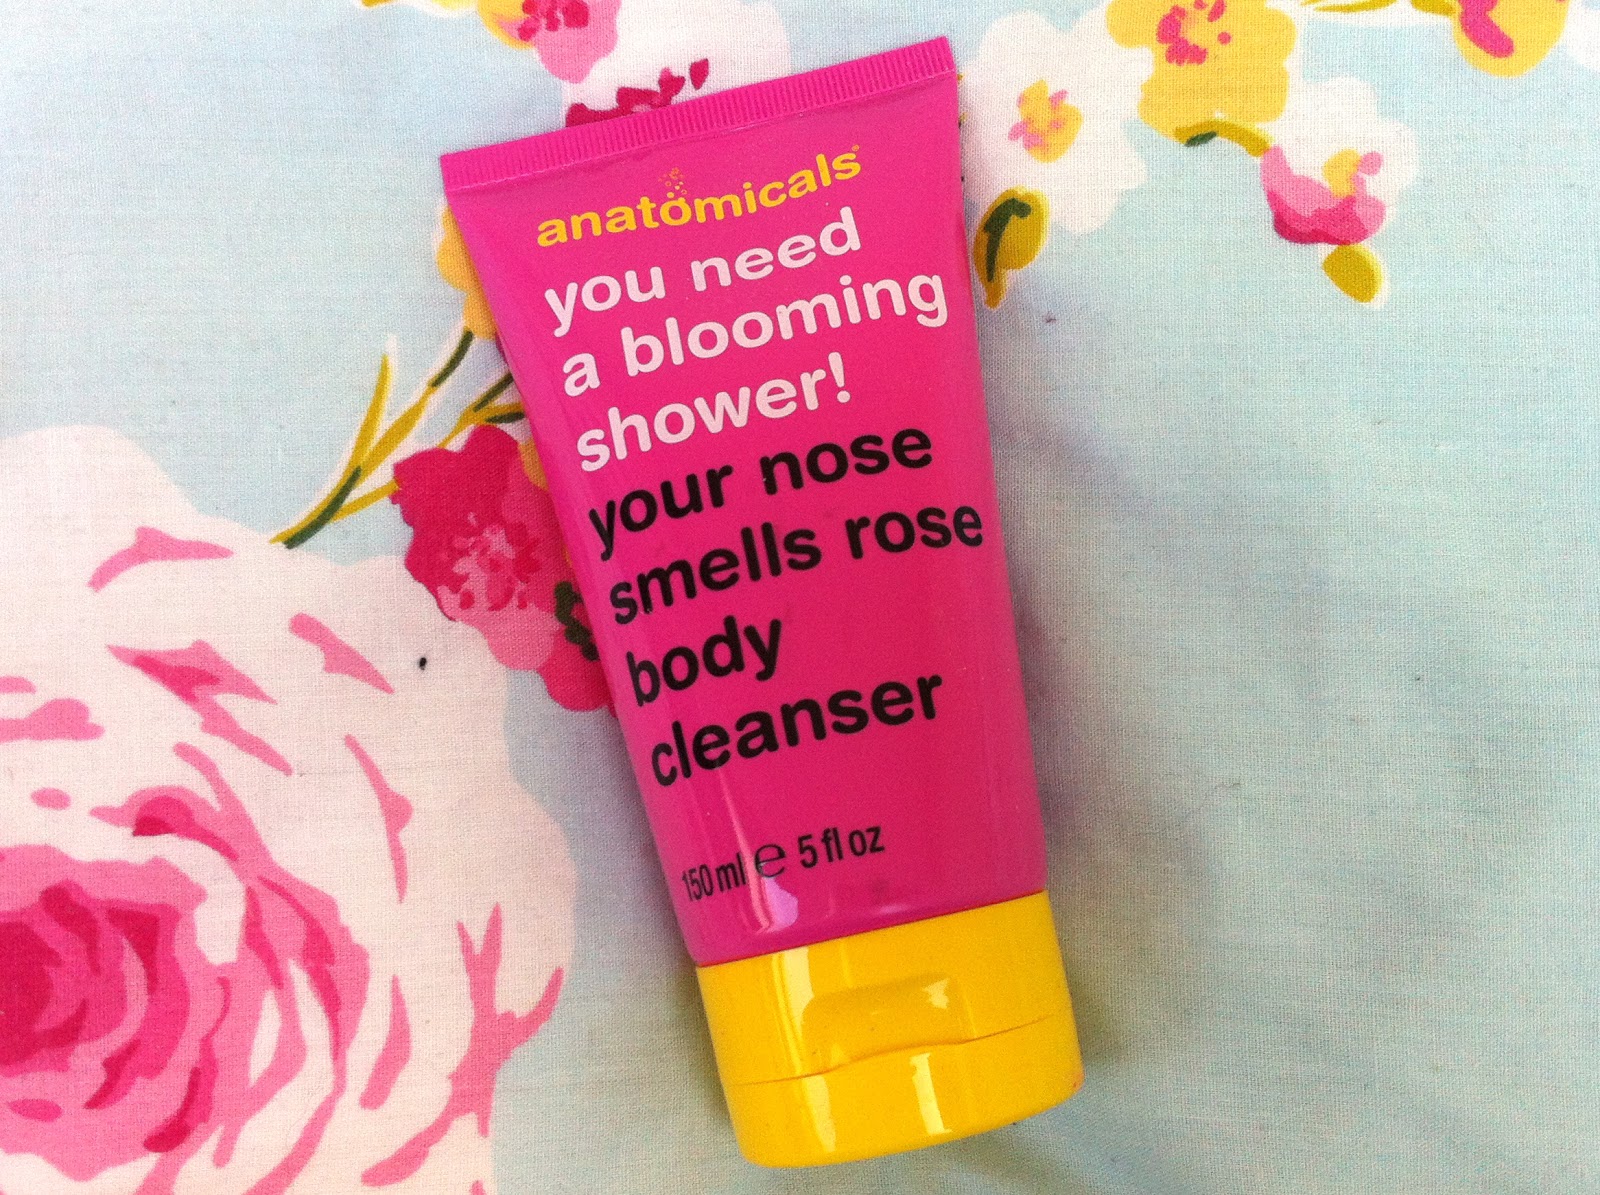 anatomicals®
you need
a blooming
shower!
your nose
smells rose
body
cleanser
150 ml ℮ 5 fl oz